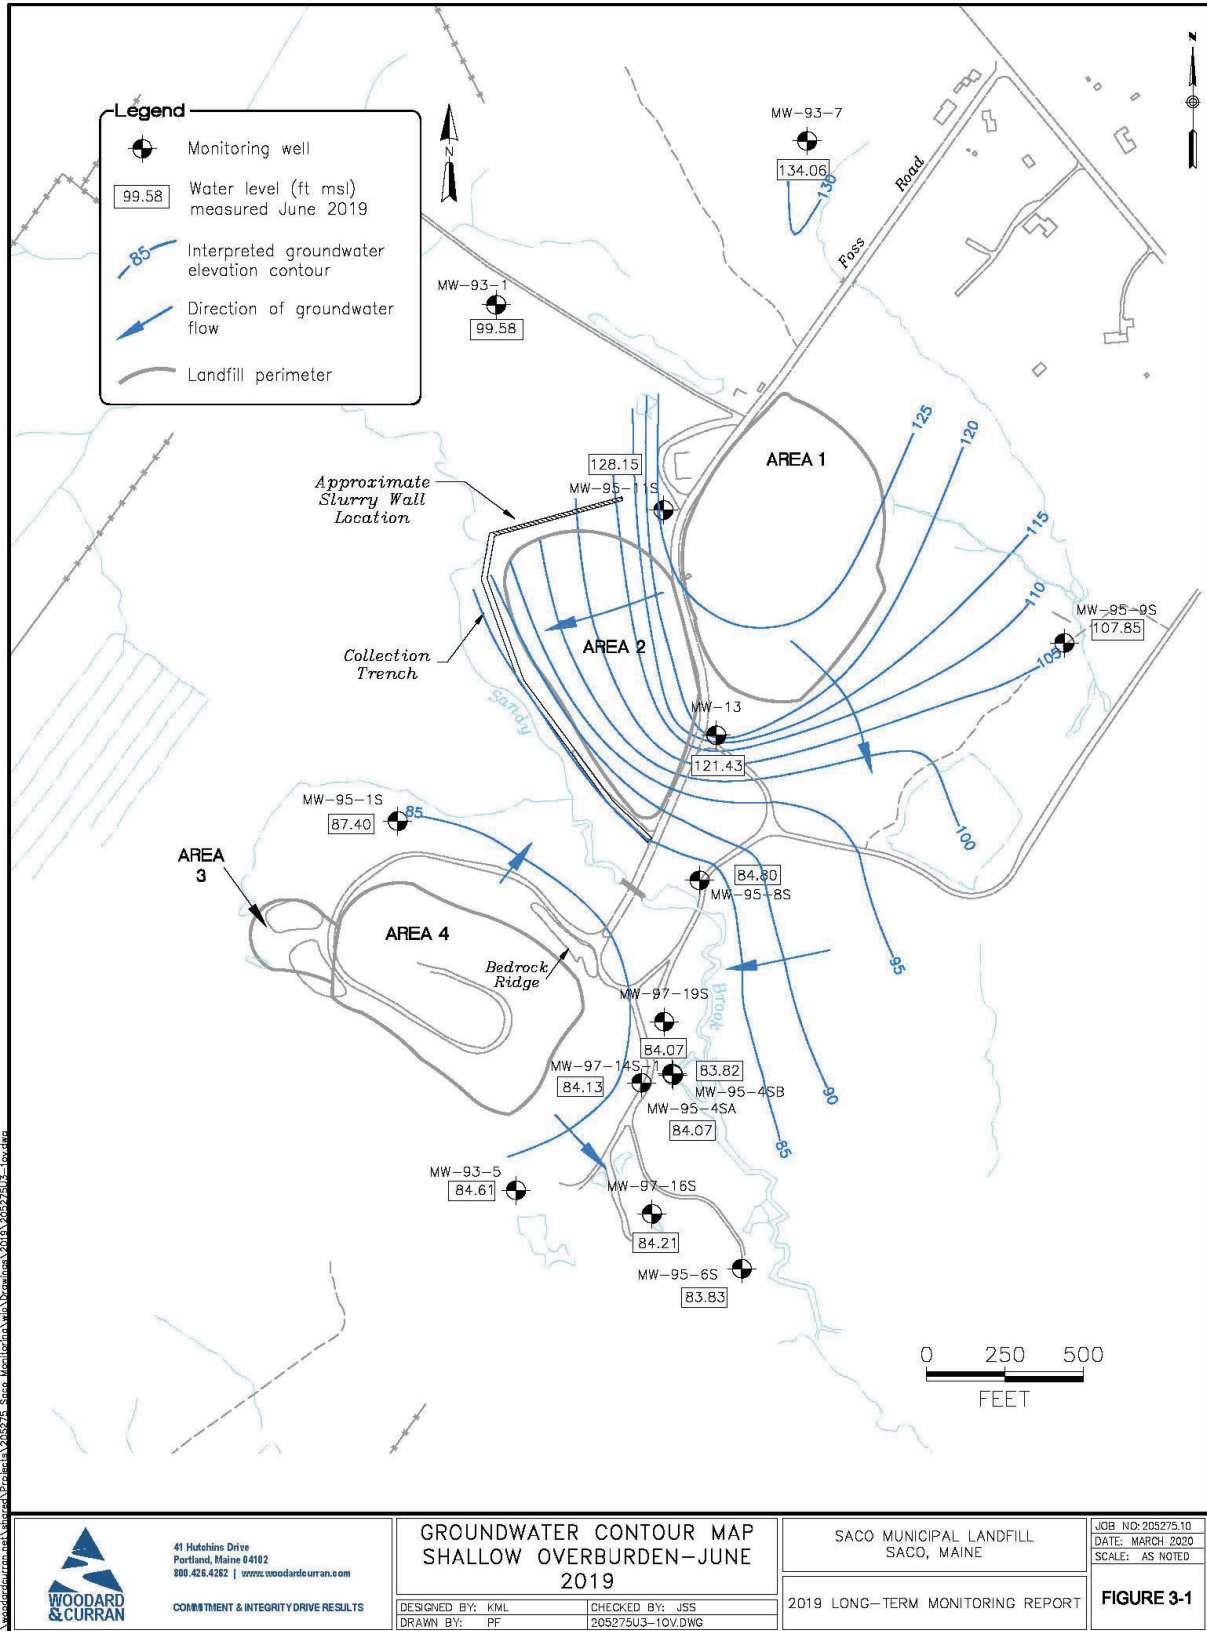 Legend
Monitoring well
99.58
Water level (ft msl)
measured June 2019
85
Interpreted groundwater
elevation contour
Direction of groundwater
flow
Landfill perimeter
N
MW-93-7
134.06
130
Road
Foss
MW-93-1
99.58
AREA 1
125
120
115
110
105
100
95
90
85
128.15
MW-95-11S
Approximate
Slurry Wall
Location
AREA 2
Collection
Trench
MW-95-9S
107.85
MW-13
121.43
Sandy
MW-95-1S
87.40
85
AREA
3
AREA 4
84.80
MW-95-8S
Bedrock
Ridge
Brook
MW-97-19S
84.07
MW-97-14S-1
84.13
83.82
MW-95-4SB
MW-95-4SA
84.07
MW-93-5
84.61
MW-97-16S
84.21
MW-95-6S
83.83
0 250 500
FEET
WOODARD
&CURRAN
41 Hutchins Drive
Portland, Maine 04102
800.426.4262 | www.woodardcurran.com
COMMITMENT & INTEGRITY DRIVE RESULTS
GROUNDWATER CONTOUR MAP
SHALLOW OVERBURDEN-JUNE
2019
DESIGNED BY: KML
CHECKED BY: JSS
DRAWN BY: PF
205275U3-10V.DWG
SACO MUNICIPAL LANDFILL
SACO, MAINE
2019 LONG-TERM MONITORING REPORT
JOB NO: 205275.10
DATE: MARCH 2020
SCALE: AS NOTED
FIGURE 3-1